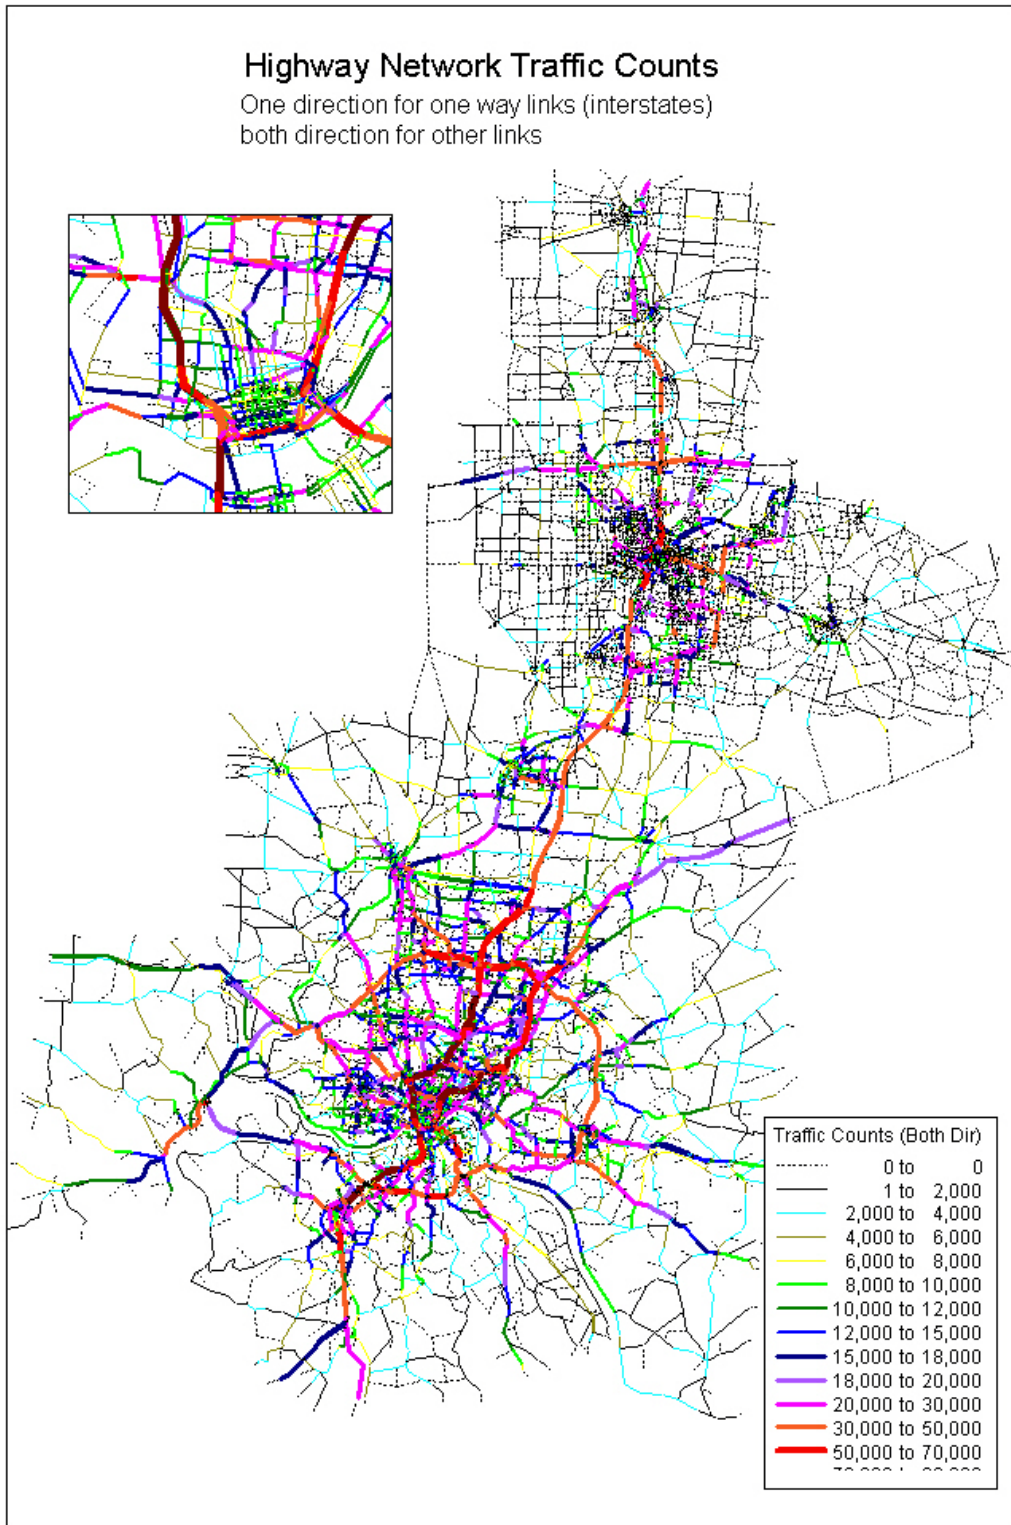 Highway Network Traffic Counts
One direction for one way links (interstates)
both direction for other links
Traffic Counts (Both Dir)
0 to 0
1 to 2,000
2,000 to 4,000
4,000 to 6,000
6,000 to 8,000
8,000 to 10,000
10,000 to 12,000
12,000 to 15,000
15,000 to 18,000
18,000 to 20,000
20,000 to 30,000
30,000 to 50,000
50,000 to 70,000